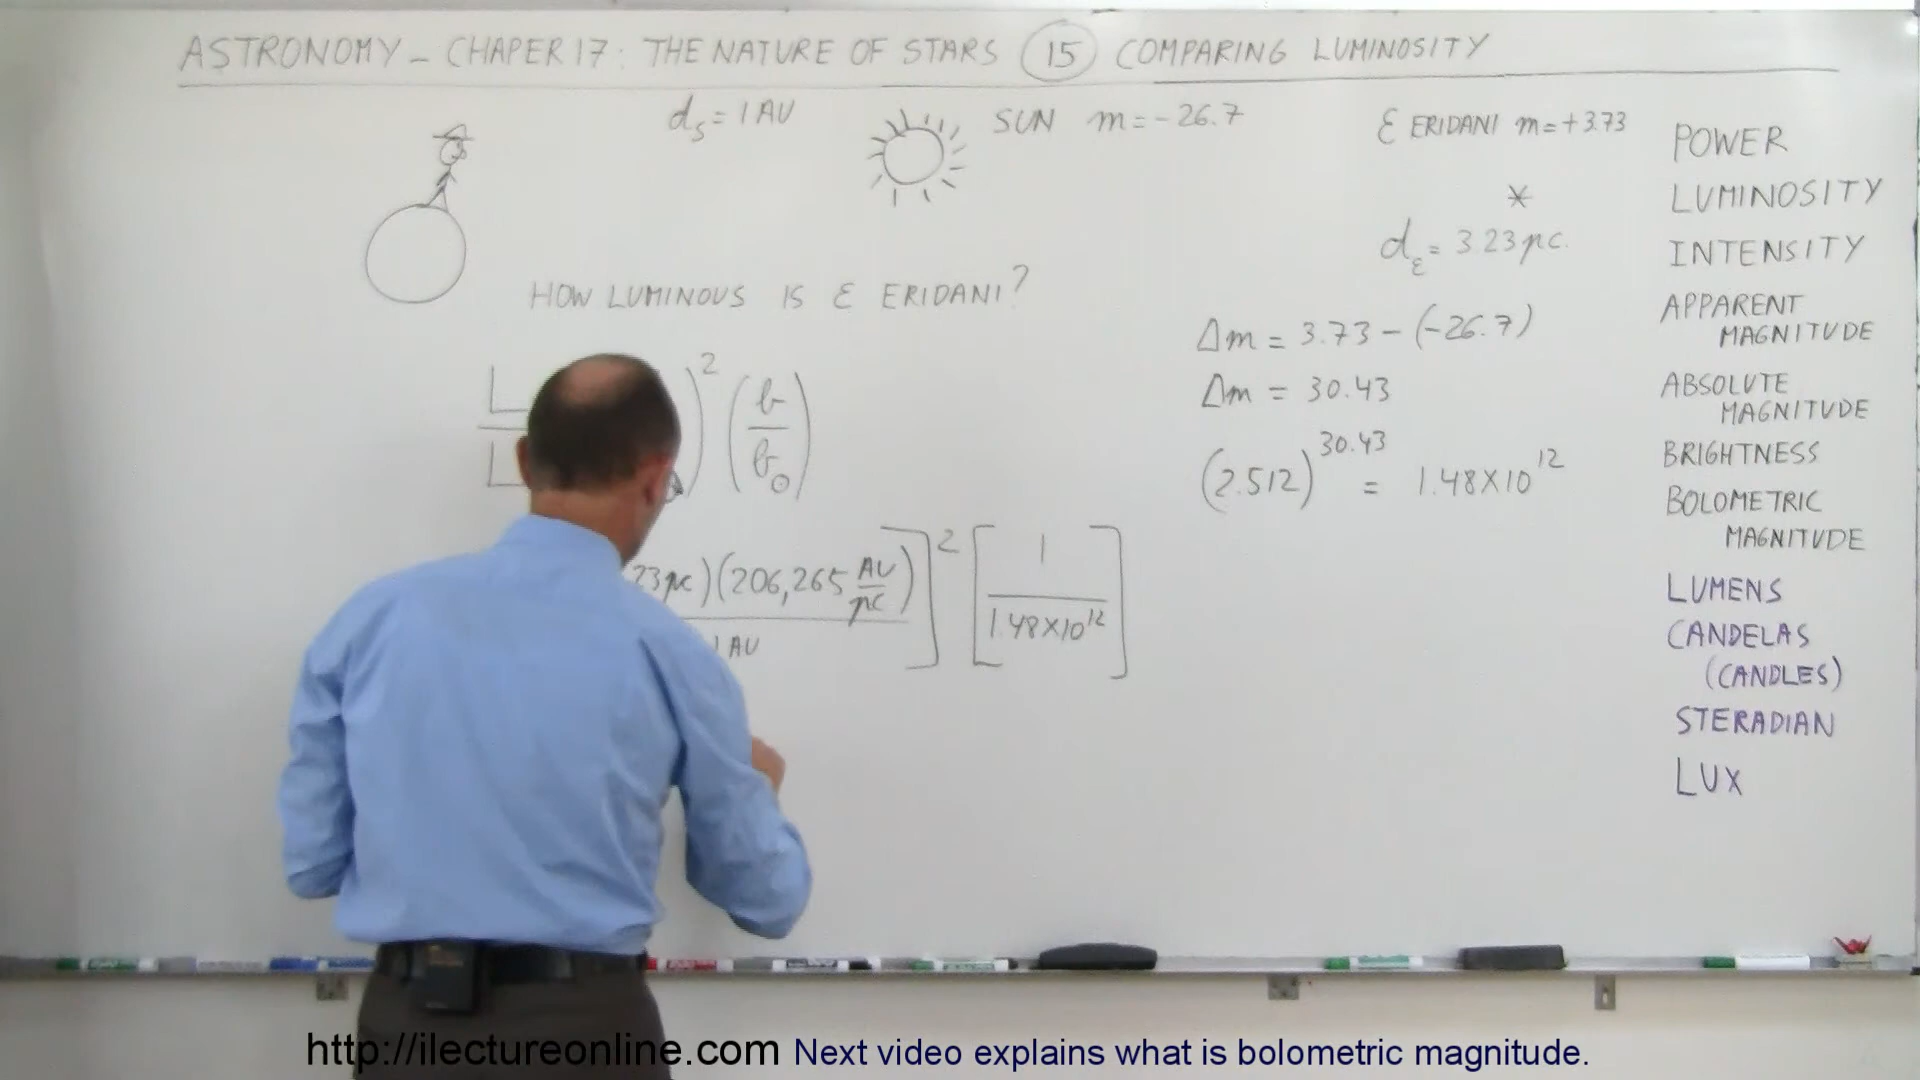 ASTRONOMY - CHAPER 17: THE NATURE OF STARS 15 COMPARING LUMINOSITY
dS = 1 AU
SUN m = -26.7
ε ERIDANI m = +3.73
dε = 3.23 pc.
HOW LUMINOUS IS ε ERIDANI?
L )² ( b
L ) ( b⊙ )
23pc)(206,265 AU/pc) ]² [ 1
1 AU 1.48×10¹² ]
Δm = 3.73 - (-26.7)
Δm = 30.43
(2.512)^30.43 = 1.48×10¹²
POWER
LUMINOSITY
INTENSITY
APPARENT
MAGNITUDE
ABSOLUTE
MAGNITUDE
BRIGHTNESS
BOLOMETRIC
MAGNITUDE
LUMENS
CANDELAS
(CANDLES)
STERADIAN
LUX
http://ilectureonline.com Next video explains what is bolometric magnitude.